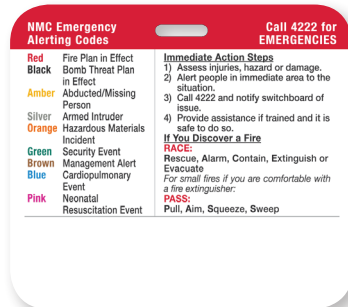 NMC Emergency
Alerting Codes
Call 4222 for
EMERGENCIES
Red Fire Plan in Effect
Black Bomb Threat Plan
in Effect
Amber Abducted/Missing
Person
Silver Armed Intruder
Orange Hazardous Materials
Incident
Green Security Event
Brown Management Alert
Blue Cardiopulmonary
Event
Pink Neonatal
Resuscitation Event
Immediate Action Steps
1) Assess injuries, hazard or damage.
2) Alert people in immediate area to the
situation.
3) Call 4222 and notify switchboard of
issue.
4) Provide assistance if trained and it is
safe to do so.
If You Discover a Fire
RACE:
Rescue, Alarm, Contain, Extinguish or
Evacuate
For small fires if you are comfortable with
a fire extinguisher:
PASS:
Pull, Aim, Squeeze, Sweep